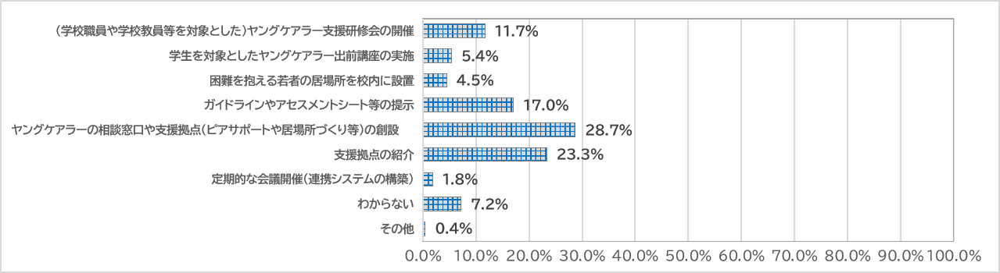 （学校職員や学校教員等を対象とした）ヤングケアラー支援研修会の開催 11.7%
学生を対象としたヤングケアラー出前講座の実施 5.4%
困難を抱える若者の居場所を校内に設置 4.5%
ガイドラインやアセスメントシート等の提示 17.0%
ヤングケアラーの相談窓口や支援拠点（ピアサポートや居場所づくり等）の創設 28.7%
支援拠点の紹介 23.3%
定期的な会議開催（連携システムの構築） 1.8%
わからない 7.2%
その他 0.4%
0.0% 10.0% 20.0% 30.0% 40.0% 50.0% 60.0% 70.0% 80.0% 90.0% 100.0%